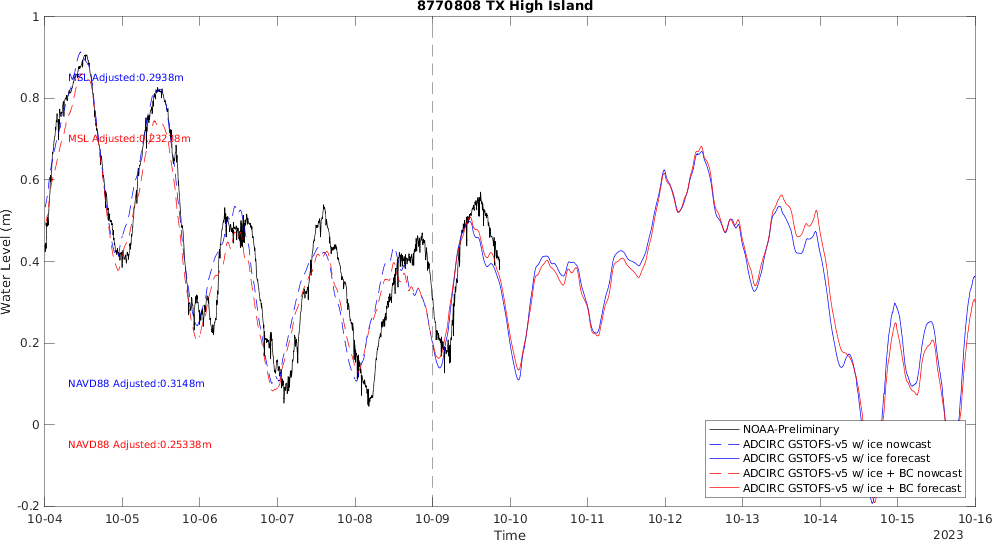 8770808 TX High Island
Water Level (m)
1
0.8
0.6
0.4
0.2
0
-0.2
MSL Adjusted:0.2938m
MSL Adjusted:0.23238m
NAVD88 Adjusted:0.3148m
NAVD88 Adjusted:0.25338m
NOAA-Preliminary
ADCIRC GSTOFS-v5 w/ ice nowcast
ADCIRC GSTOFS-v5 w/ ice forecast
ADCIRC GSTOFS-v5 w/ ice + BC nowcast
ADCIRC GSTOFS-v5 w/ ice + BC forecast
10-04 10-05 10-06 10-07 10-08 10-09 10-10 10-11 10-12 10-13 10-14 10-15 10-16
Time
2023